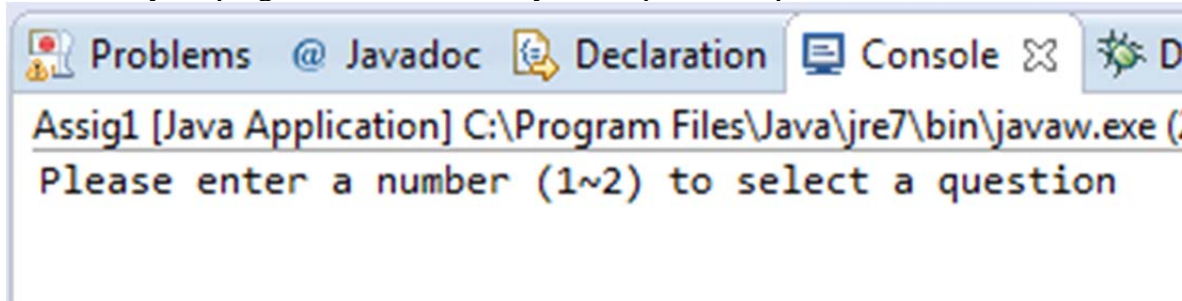 Problems @ Javadoc Declaration Console D
Assig1 [Java Application] C:\Program Files\Java\jre7\bin\javaw.exe (
Please enter a number (1~2) to select a question